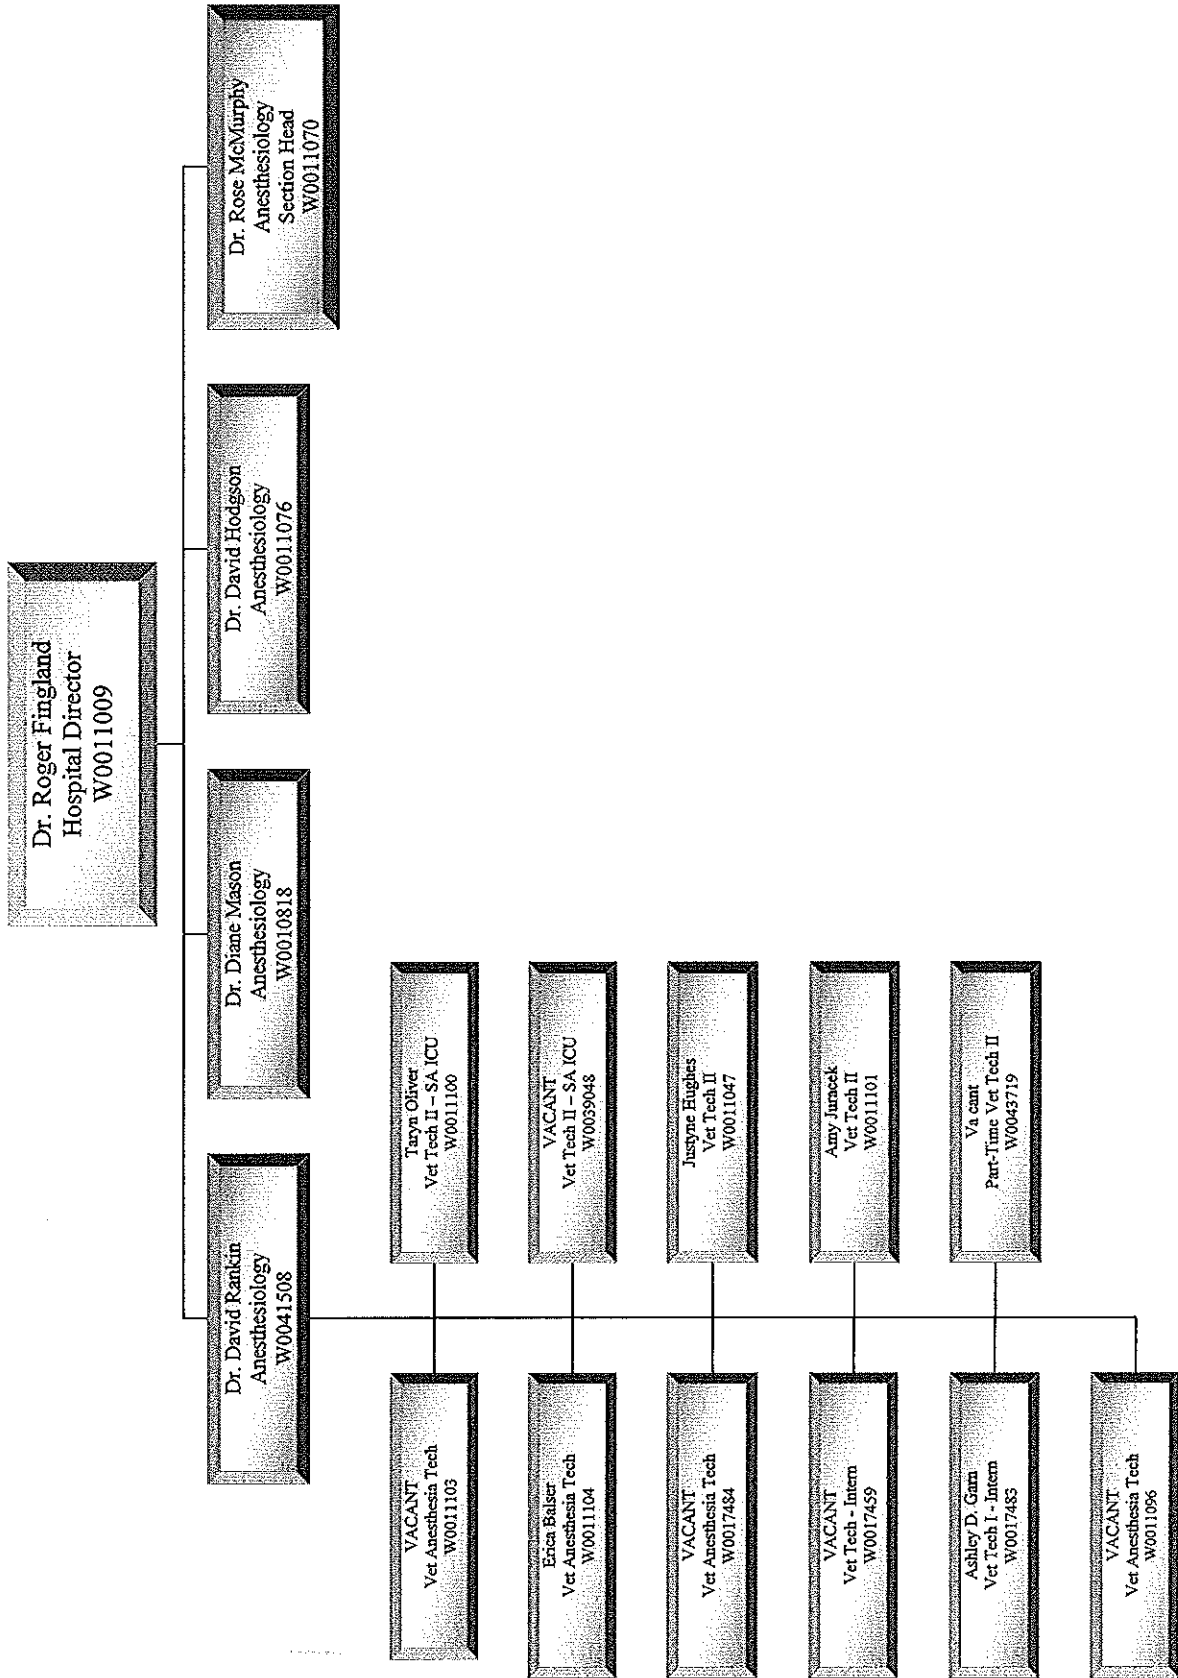 Dr. Roger Fingland
Hospital Director
W0011009
Dr. David Rankin
Anesthesiology
W0041508
Dr. Diane Mason
Anesthesiology
W0010818
Dr. David Hodgson
Anesthesiology
W0011076
Dr. Rose McMurphy
Anesthesiology
Section Head
W0011070
VACANT
Vet Anesthesia Tech
W0011103
Taryn Oliver
Vet Tech II – SA ICU
W0011100
Erica Balser
Vet Anesthesia Tech
W0011104
VACANT
Vet Tech II – SA ICU
W0039048
VACANT
Vet Anesthesia Tech
W0017484
Justyne Hughes
Vet Tech II
W0011047
VACANT
Vet Tech - Intern
W0017459
Amy Juracek
Vet Tech II
W0011101
Ashley D. Garn
Vet Tech I - Intern
W0017483
Va cant
Part-Time Vet Tech II
W0043719
VACANT
Vet Anesthesia Tech
W0011096